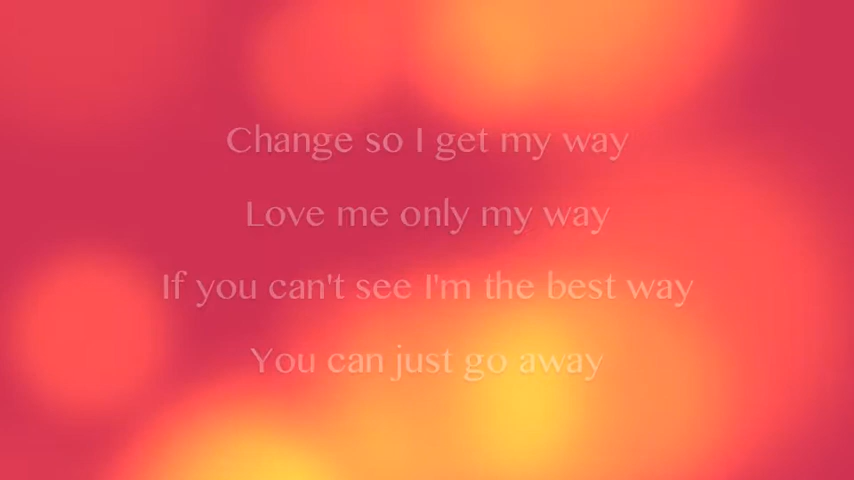 Change so I get my way
Love me only my way
If you can't see I'm the best way
You can just go away